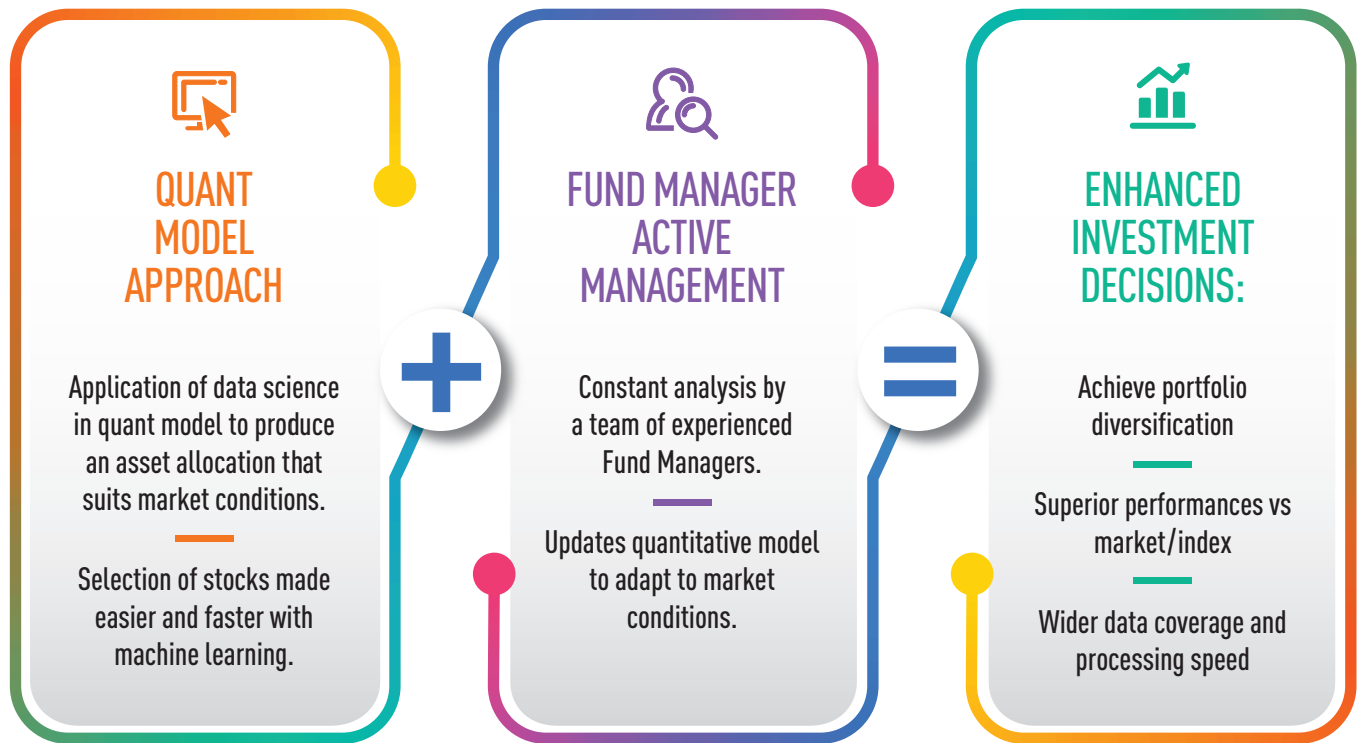 QUANT
MODEL
APPROACH
Application of data science
in quant model to produce
an asset allocation that
suits market conditions.
Selection of stocks made
easier and faster with
machine learning.
+
FUND MANAGER
ACTIVE
MANAGEMENT
Constant analysis by
a team of experienced
Fund Managers.
Updates quantitative model
to adapt to market
conditions.
=
ENHANCED
INVESTMENT
DECISIONS:
Achieve portfolio
diversification
Superior performances vs
market/index
Wider data coverage and
processing speed